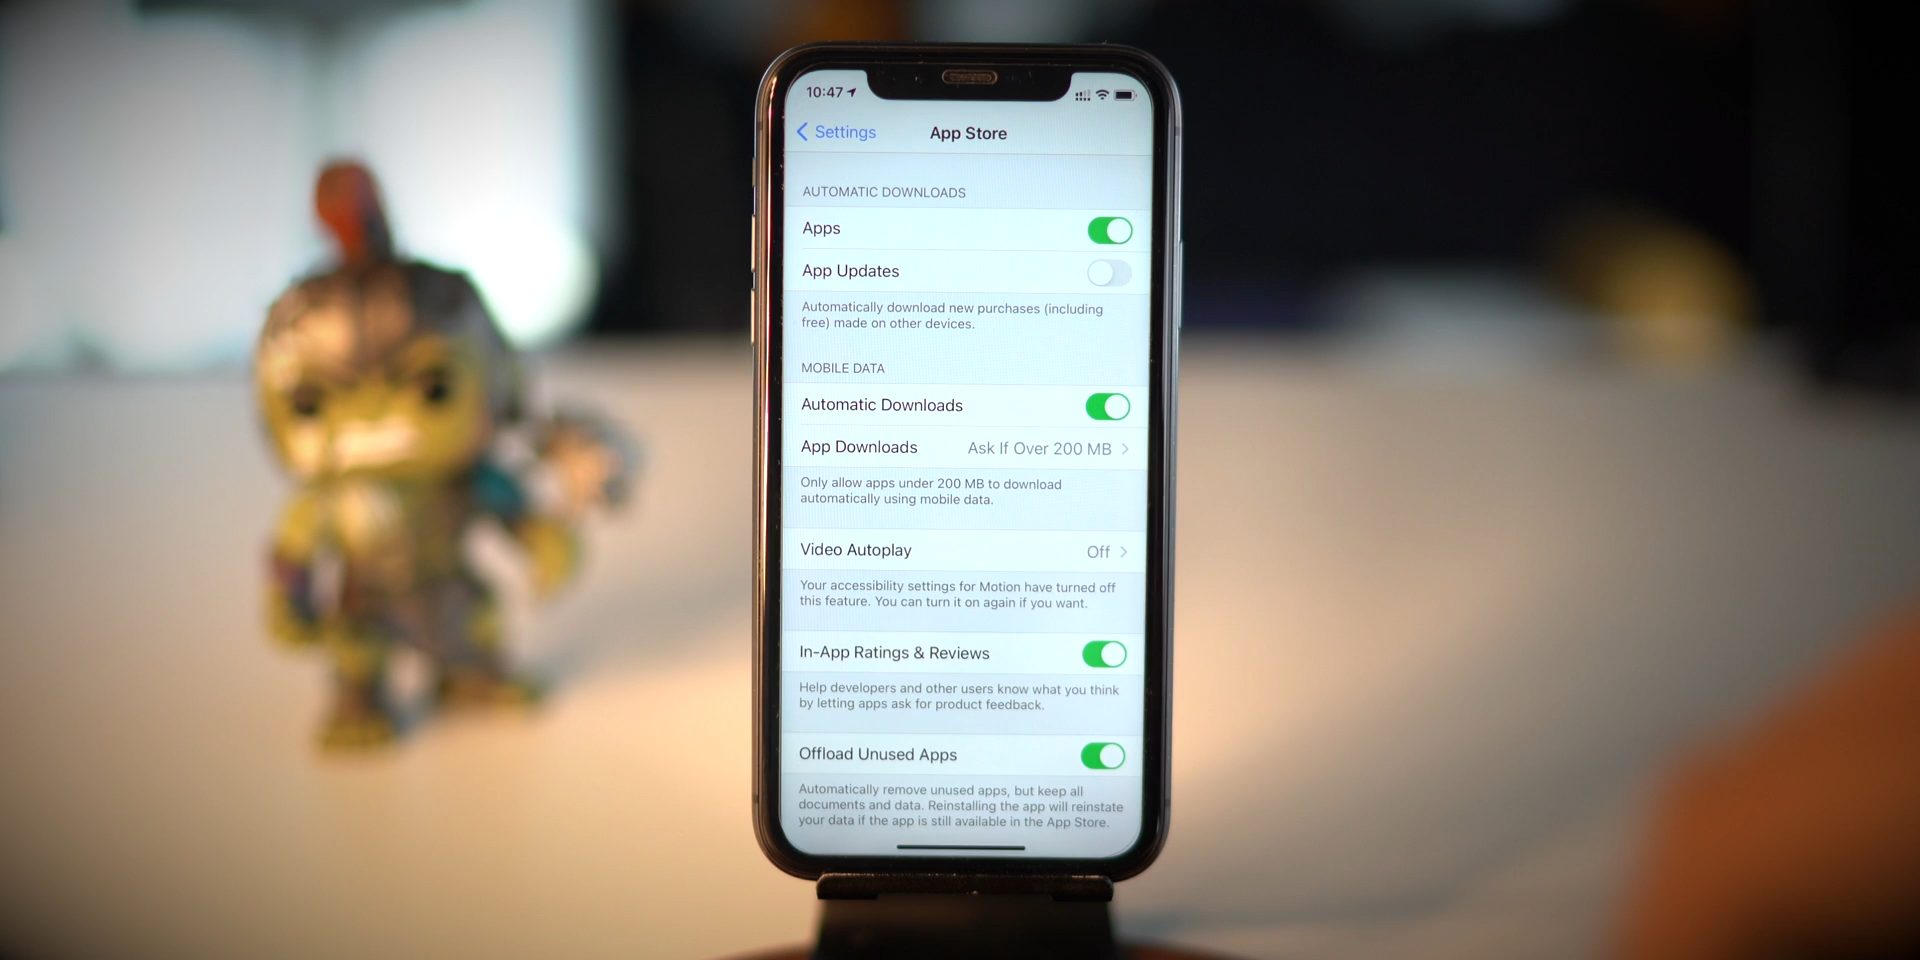 10:47
Settings
App Store
AUTOMATIC DOWNLOADS
Apps
App Updates
Automatically download new purchases (including
free) made on other devices.
MOBILE DATA
Automatic Downloads
App Downloads Ask If Over 200 MB
Only allow apps under 200 MB to download
automatically using mobile data.
Video Autoplay Off
Your accessibility settings for Motion have turned off
this feature. You can turn it on again if you want.
In-App Ratings & Reviews
Help developers and other users know what you think
by letting apps ask for product feedback.
Offload Unused Apps
Automatically remove unused apps, but keep all
documents and data. Reinstalling the app will reinstate
your data if the app is still available in the App Store.